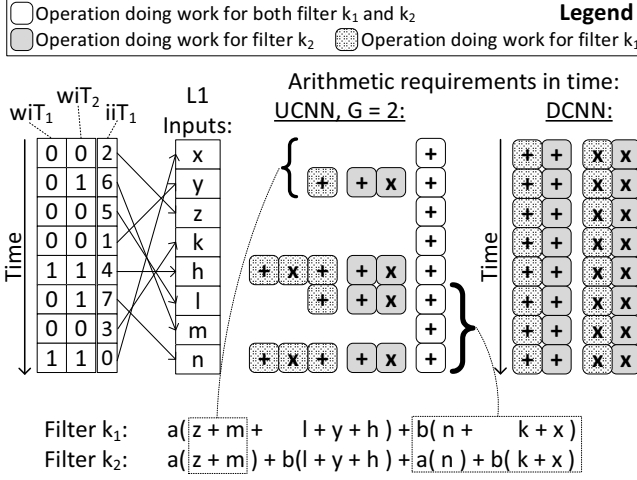 Operation doing work for both filter k₁ and k₂ Legend
Operation doing work for filter k₂ Operation doing work for filter k₁
Arithmetic requirements in time:
wiT₁ wiT₂ iiT₁ L1 Inputs: UCNN, G = 2: DCNN:
Time
0 0 2 x + + + x x
0 1 6 y + + x + + + x x
0 0 5 z + + + x x
0 0 1 k + + + x x
1 1 4 h + x + + x + + + x x
0 1 7 l + + x + + + x x
0 0 3 m + + + x x
1 1 0 n + x + + x + + + x x
Time
Filter k₁: a( z + m + l + y + h ) + b( n + k + x )
Filter k₂: a( z + m ) + b(l + y + h ) + a( n ) + b( k + x )